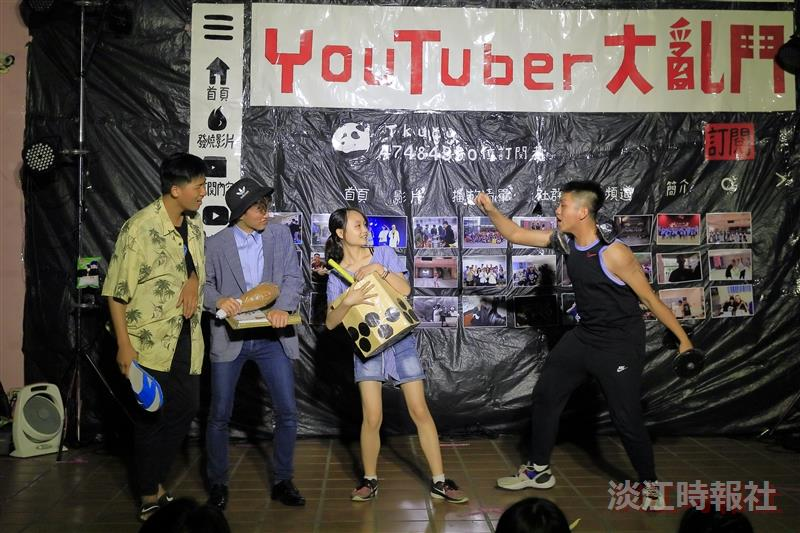 YouTuber大亂鬥
首頁
發燒影片
訂閱
首頁 影片 播放清單 社群 頻道 簡介
淡江時報社